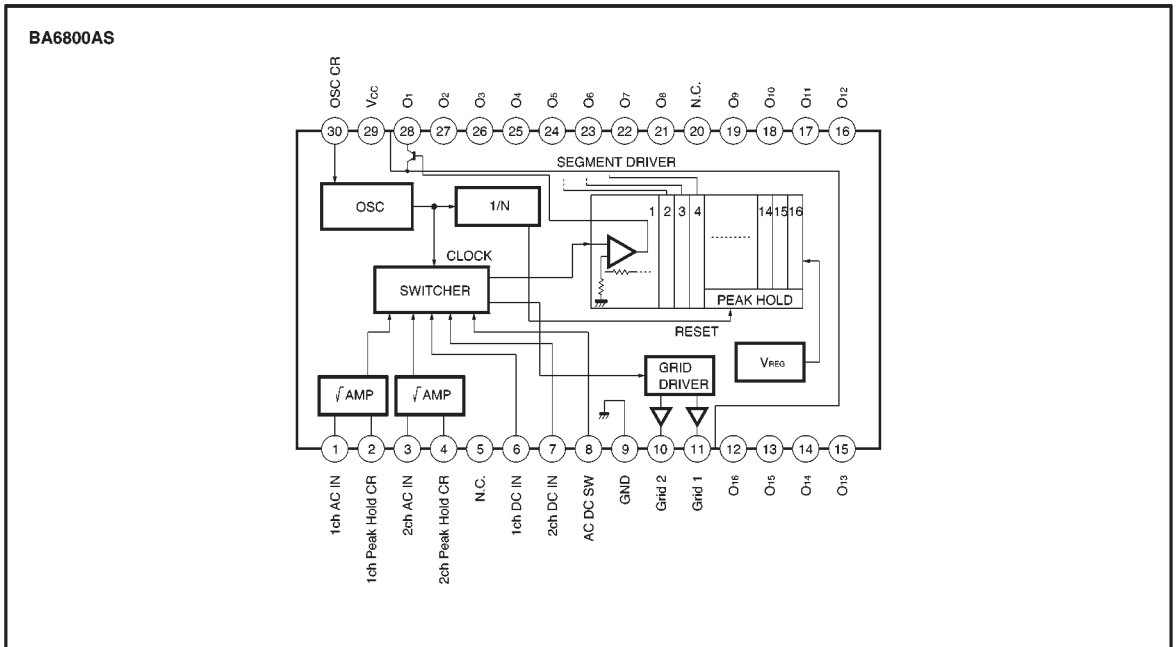 BA6800AS
OSC CR
VCC
O1
O2
O3
O4
O5
O6
O7
O8
N.C.
O9
O10
O11
O12
30 29 28 27 26 25 24 23 22 21 20 19 18 17 16
SEGMENT DRIVER
OSC
1/N
1 2 3 4 14 15 16
CLOCK
SWITCHER
PEAK HOLD
RESET
GRID
DRIVER
VREG
√AMP
√AMP
1 2 3 4 5 6 7 8 9 10 11 12 13 14 15
1ch AC IN
1ch Peak Hold CR
2ch AC IN
2ch Peak Hold CR
N.C.
1ch DC IN
2ch DC IN
AC DC SW
GND
Grid 2
Grid 1
O16
O15
O14
O13